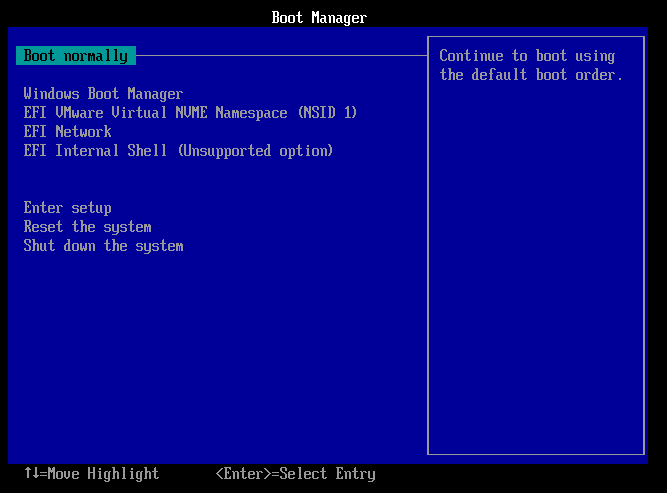 Boot Manager
Boot normally
Continue to boot using
the default boot order.
Windows Boot Manager
EFI VMware Virtual NVME Namespace (NSID 1)
EFI Network
EFI Internal Shell (Unsupported option)
Enter setup
Reset the system
Shut down the system
↑↓=Move Highlight <Enter>=Select Entry